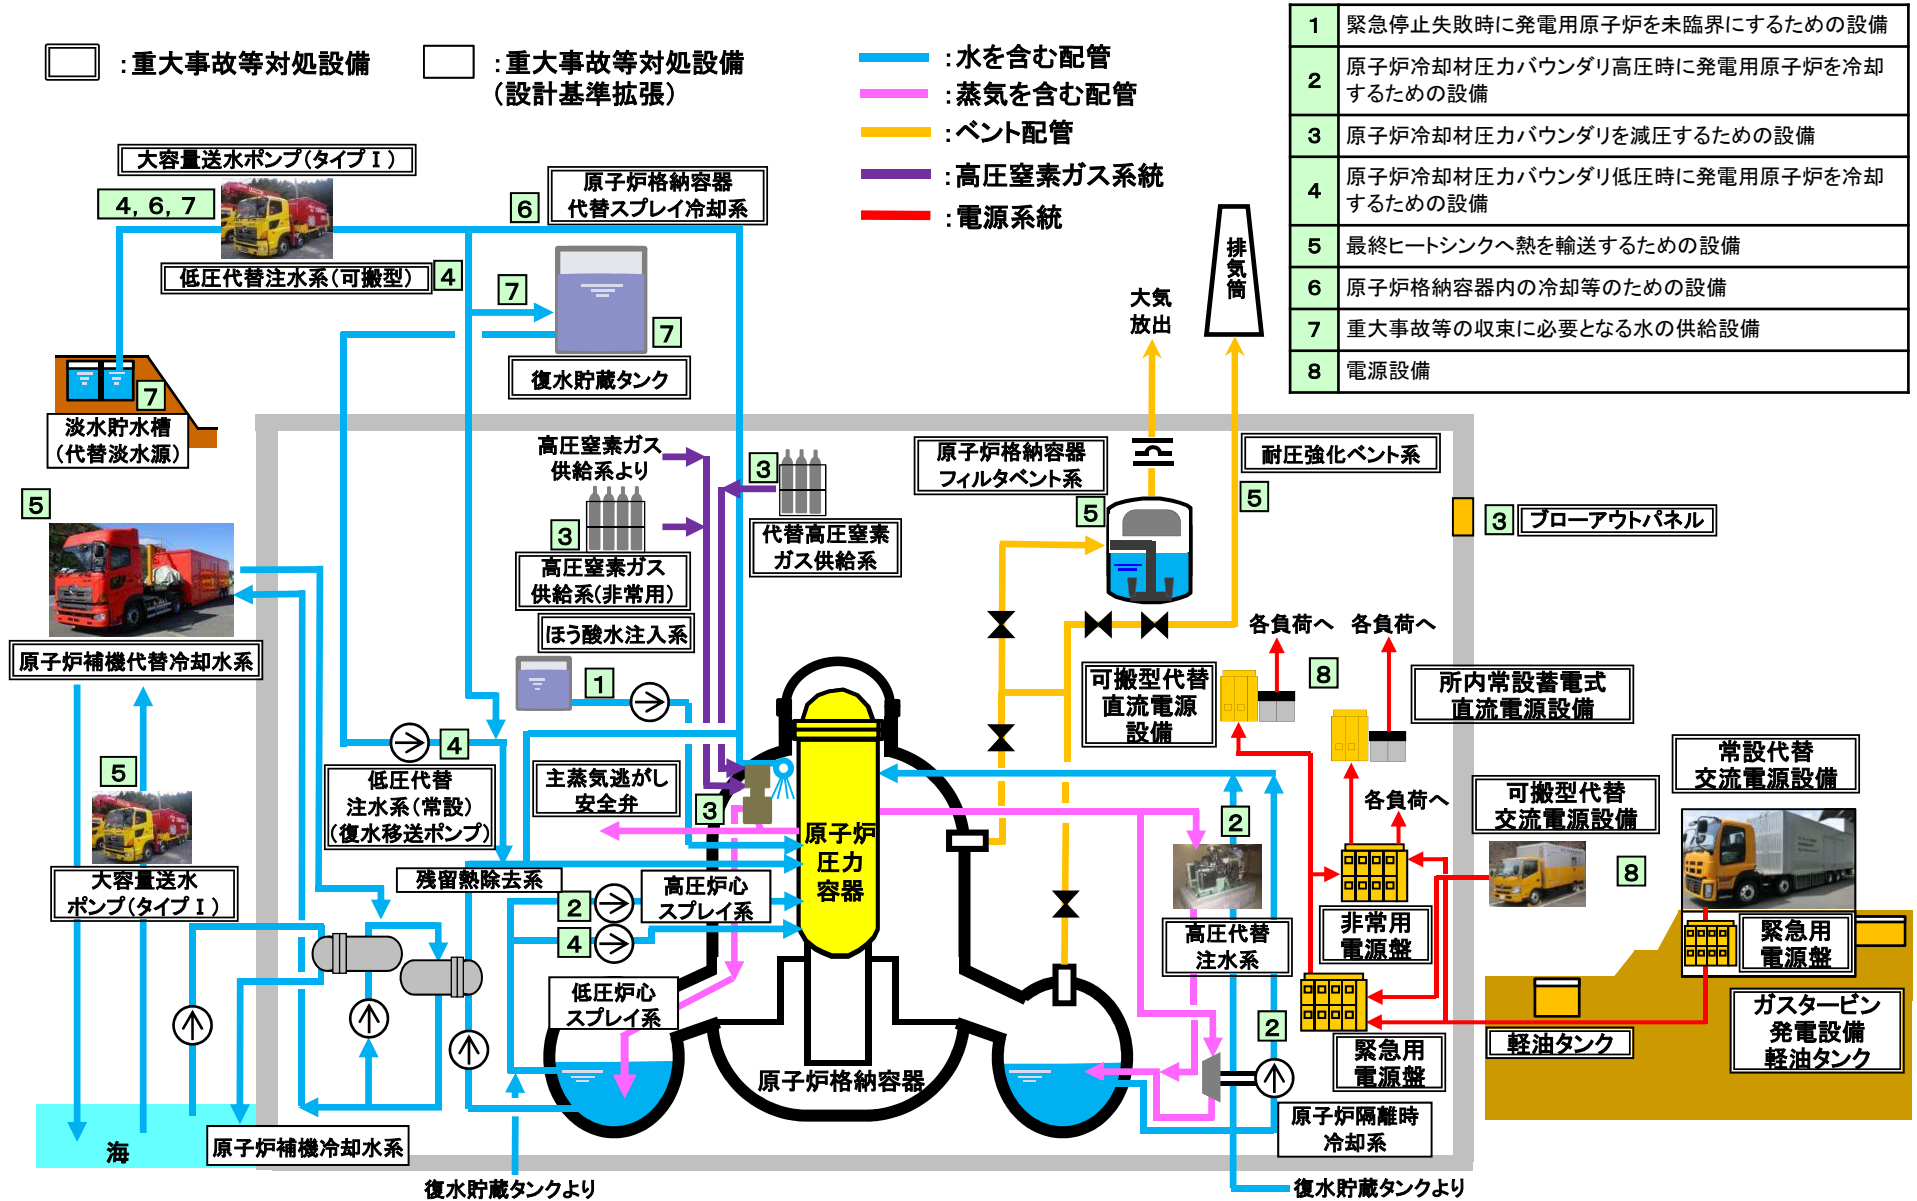 ：重大事故等対処設備
：重大事故等対処設備
（設計基準拡張）
：水を含む配管
：蒸気を含む配管
：ベント配管
：高圧窒素ガス系統
：電源系統
1 緊急停止失敗時に発電用原子炉を未臨界にするための設備
2 原子炉冷却材圧力バウンダリ高圧時に発電用原子炉を冷却
するための設備
3 原子炉冷却材圧力バウンダリを減圧するための設備
4 原子炉冷却材圧力バウンダリ低圧時に発電用原子炉を冷却
するための設備
5 最終ヒートシンクへ熱を輸送するための設備
6 原子炉格納容器内の冷却等のための設備
7 重大事故等の収束に必要となる水の供給設備
8 電源設備
大容量送水ポンプ（タイプⅠ）
4，6，7
低圧代替注水系（可搬型）
4
6
原子炉格納容器
代替スプレイ冷却系
7
7
復水貯蔵タンク
7
淡水貯水槽
（代替淡水源）
排気筒
大気
放出
5
原子炉補機代替冷却水系
5
大容量送水
ポンプ（タイプⅠ）
海
原子炉補機冷却水系
高圧窒素ガス
供給系より
3
高圧窒素ガス
供給系(非常用)
3
代替高圧窒素
ガス供給系
ほう酸水注入系
1
4
低圧代替
注水系（常設）
（復水移送ポンプ）
主蒸気逃がし
安全弁
3
残留熱除去系
2
高圧炉心
スプレイ系
4
低圧炉心
スプレイ系
原子炉
圧力
容器
原子炉格納容器
復水貯蔵タンクより
原子炉格納容器
フィルタベント系
5
耐圧強化ベント系
5
3
ブローアウトパネル
各負荷へ
各負荷へ
可搬型代替
直流電源
設備
8
所内常設蓄電式
直流電源設備
各負荷へ
可搬型代替
交流電源設備
常設代替
交流電源設備
8
2
高圧代替
注水系
非常用
電源盤
緊急用
電源盤
緊急用
電源盤
軽油タンク
ガスタービン
発電設備
軽油タンク
2
原子炉隔離時
冷却系
復水貯蔵タンクより